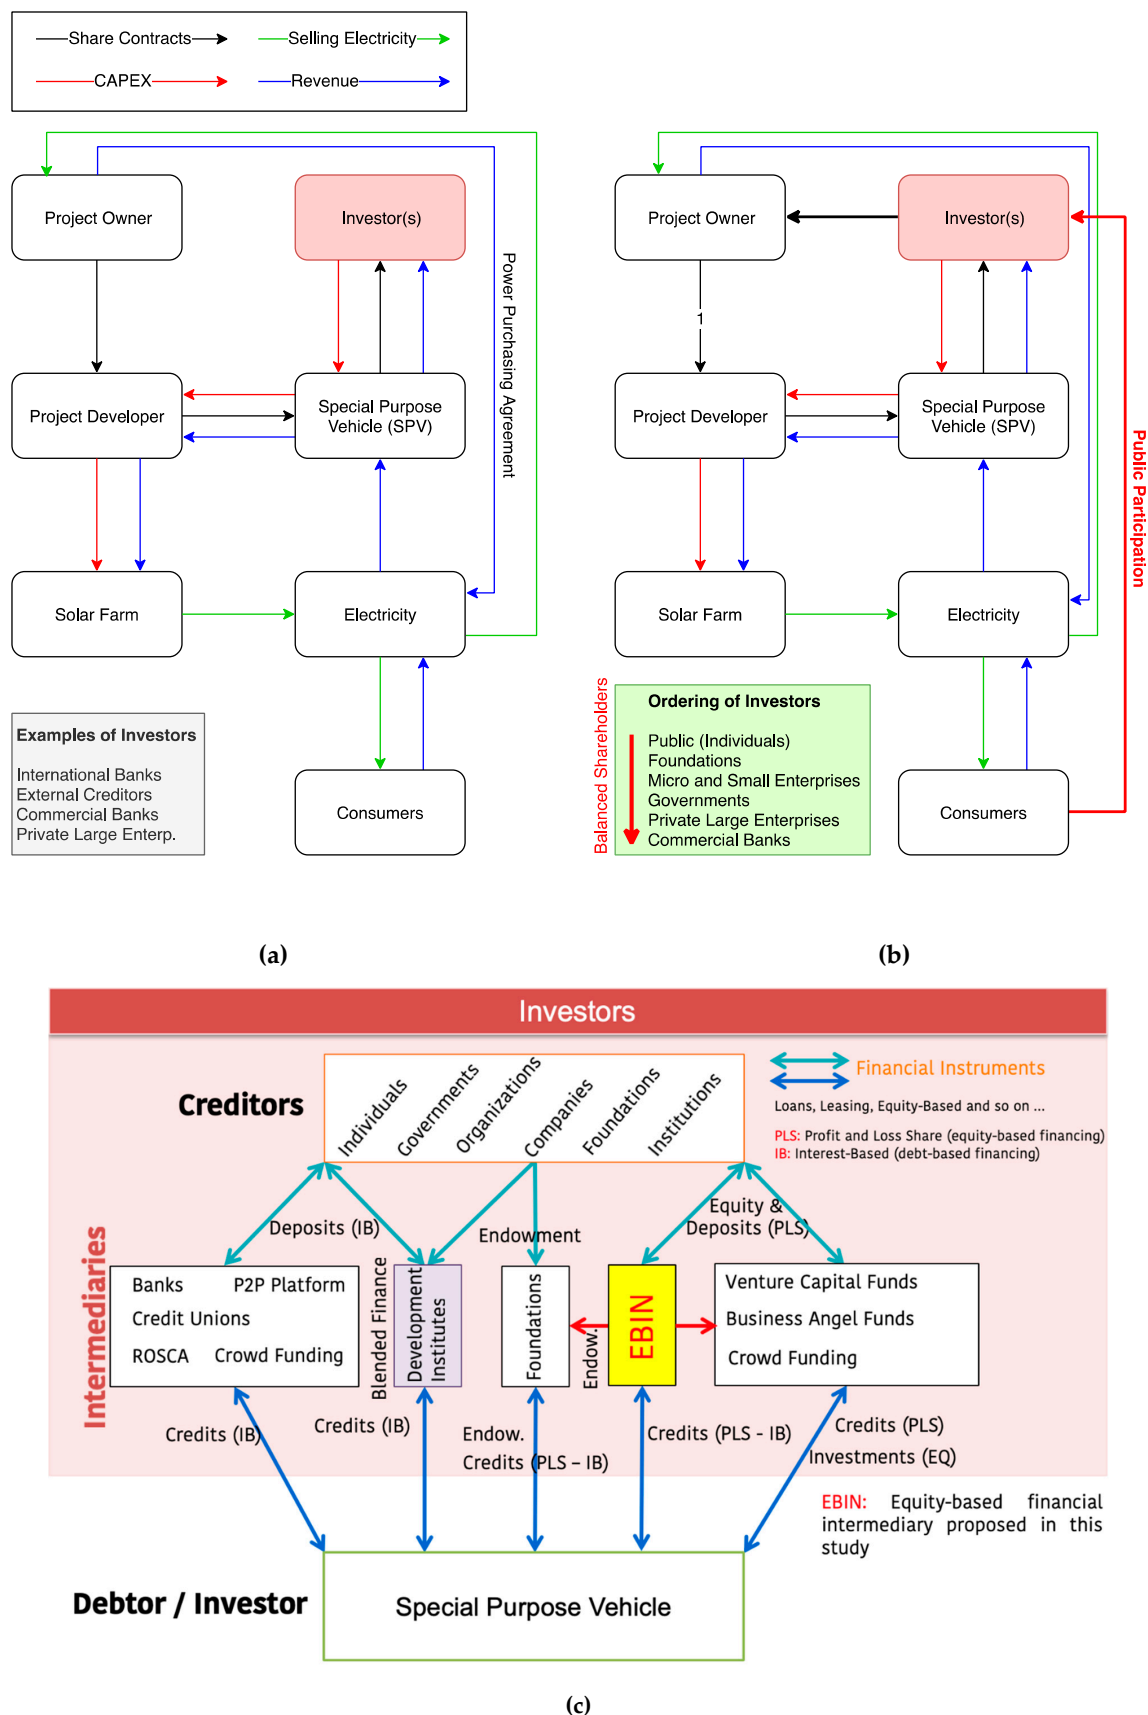 Share Contracts
Selling Electricity
CAPEX
Revenue
Project Owner
Investor(s)
Power Purchasing Agreement
Project Developer
Special Purpose
Vehicle (SPV)
Solar Farm
Electricity
Examples of Investors
International Banks
External Creditors
Commercial Banks
Private Large Enterp.
Consumers
(a)
Project Owner
Investor(s)
1
Project Developer
Special Purpose
Vehicle (SPV)
Public Participation
Solar Farm
Electricity
Balanced Shareholders
Ordering of Investors
Public (Individuals)
Foundations
Micro and Small Enterprises
Governments
Private Large Enterprises
Commercial Banks
Consumers
(b)
Investors
Creditors
Individuals
Governments
Organizations
Companies
Foundations
Institutions
Financial Instruments
Loans, Leasing, Equity-Based and so on ...
PLS: Profit and Loss Share (equity-based financing)
IB: Interest-Based (debt-based financing)
Intermediaries
Deposits (IB)
Endowment
Equity &
Deposits (PLS)
Banks
P2P Platform
Credit Unions
ROSCA
Crowd Funding
Blended Finance
Development
Institutes
Foundations
Endow.
EBIN
Venture Capital Funds
Business Angel Funds
Crowd Funding
Credits (IB)
Credits (IB)
Endow.
Credits (PLS – IB)
Credits (PLS - IB)
Credits (PLS)
Investments (EQ)
EBIN: Equity-based financial
intermediary proposed in this
study
Debtor / Investor
Special Purpose Vehicle
(c)